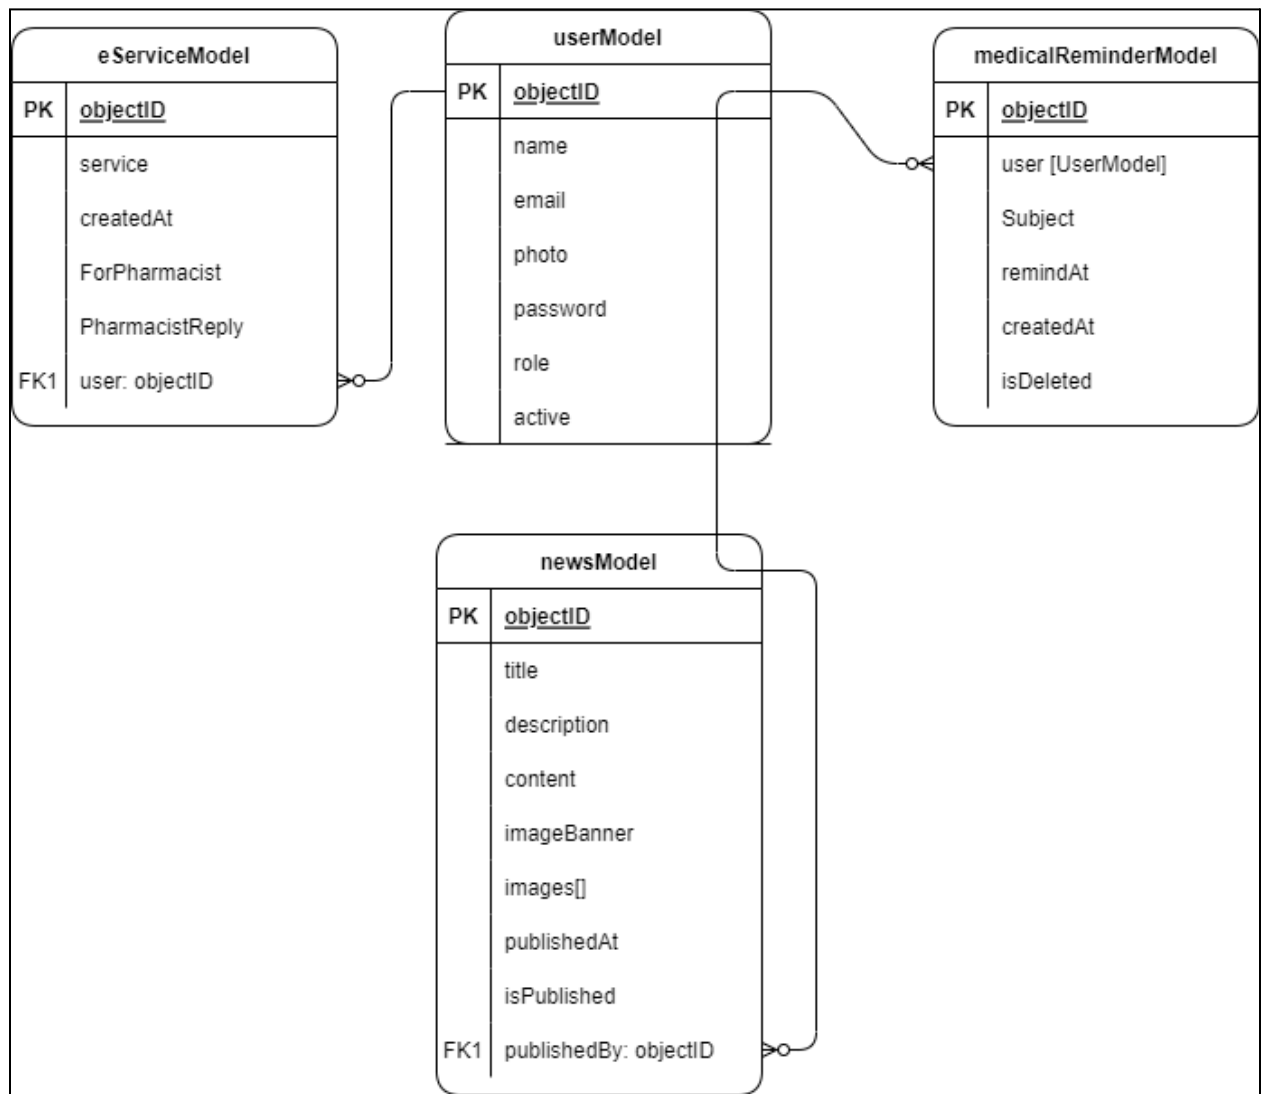 eServiceModel
PK objectID
service
createdAt
ForPharmacist
PharmacistReply
FK1 user: objectID
userModel
PK objectID
name
email
photo
password
role
active
medicalReminderModel
PK objectID
user [UserModel]
Subject
remindAt
createdAt
isDeleted
newsModel
PK objectID
title
description
content
imageBanner
images[]
publishedAt
isPublished
FK1 publishedBy: objectID